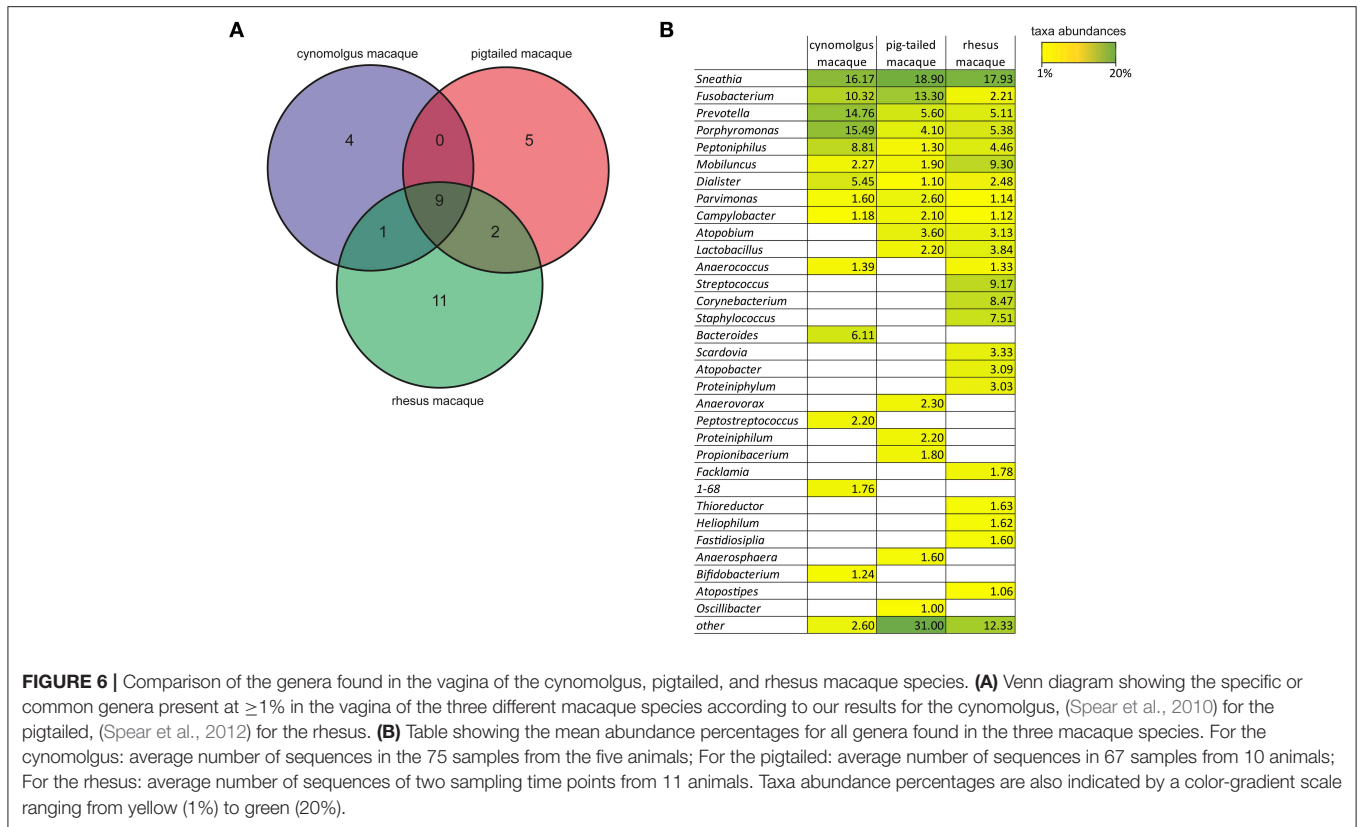 A
cynomolgus macaque
pigtailed macaque
4
0
5
9
1
2
11
rhesus macaque
B
cynomolgus macaque pig-tailed macaque rhesus macaque
Sneathia 16.17 18.90 17.93
Fusobacterium 10.32 13.30 2.21
Prevotella 14.76 5.60 5.11
Porphyromonas 15.49 4.10 5.38
Peptoniphilus 8.81 1.30 4.46
Mobiluncus 2.27 1.90 9.30
Dialister 5.45 1.10 2.48
Parvimonas 1.60 2.60 1.14
Campylobacter 1.18 2.10 1.12
Atopobium 3.60 3.13
Lactobacillus 2.20 3.84
Anaerococcus 1.39 1.33
Streptococcus 9.17
Corynebacterium 8.47
Staphylococcus 7.51
Bacteroides 6.11
Scardovia 3.33
Atopobacter 3.09
Proteiniphylum 3.03
Anaerovorax 2.30
Peptostreptococcus 2.20
Proteiniphilum 2.20
Propionibacerium 1.80
Facklamia 1.78
1-68 1.76
Thioreductor 1.63
Heliophilum 1.62
Fastidiosiplia 1.60
Anaerosphaera 1.60
Bifidobacterium 1.24
Atopostipes 1.06
Oscillibacter 1.00
other 2.60 31.00 12.33
taxa abundances
1% 20%
FIGURE 6 | Comparison of the genera found in the vagina of the cynomolgus, pigtailed, and rhesus macaque species. (A) Venn diagram showing the specific or
common genera present at ≥1% in the vagina of the three different macaque species according to our results for the cynomolgus, (Spear et al., 2010) for the
pigtailed, (Spear et al., 2012) for the rhesus. (B) Table showing the mean abundance percentages for all genera found in the three macaque species. For the
cynomolgus: average number of sequences in the 75 samples from the five animals; For the pigtailed: average number of sequences in 67 samples from 10 animals;
For the rhesus: average number of sequences of two sampling time points from 11 animals. Taxa abundance percentages are also indicated by a color-gradient scale
ranging from yellow (1%) to green (20%).